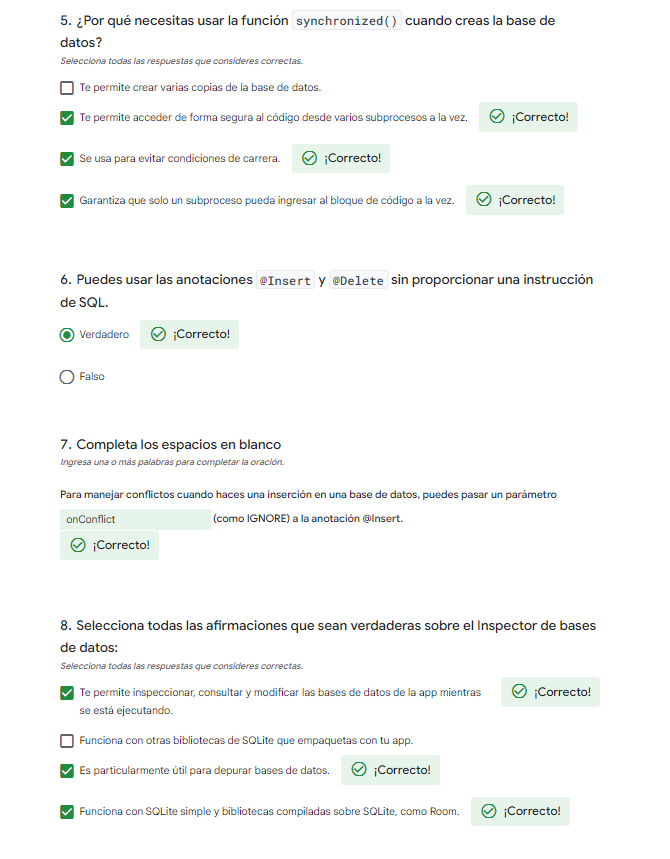 5. ¿Por qué necesitas usar la función synchronized() cuando creas la base de
datos?
Selecciona todas las respuestas que consideres correctas.
Te permite crear varias copias de la base de datos.
Te permite acceder de forma segura al código desde varios subprocesos a la vez. ¡Correcto!
Se usa para evitar condiciones de carrera. ¡Correcto!
Garantiza que solo un subproceso pueda ingresar al bloque de código a la vez. ¡Correcto!
6. Puedes usar las anotaciones @Insert y @Delete sin proporcionar una instrucción
de SQL.
Verdadero ¡Correcto!
Falso
7. Completa los espacios en blanco
Ingresa una o más palabras para completar la oración.
Para manejar conflictos cuando haces una inserción en una base de datos, puedes pasar un parámetro
onConflict (como IGNORE) a la anotación @Insert.
¡Correcto!
8. Selecciona todas las afirmaciones que sean verdaderas sobre el Inspector de bases
de datos:
Selecciona todas las respuestas que consideres correctas.
Te permite inspeccionar, consultar y modificar las bases de datos de la app mientras ¡Correcto!
se está ejecutando.
Funciona con otras bibliotecas de SQLite que empaquetas con tu app.
Es particularmente útil para depurar bases de datos. ¡Correcto!
Funciona con SQLite simple y bibliotecas compiladas sobre SQLite, como Room. ¡Correcto!